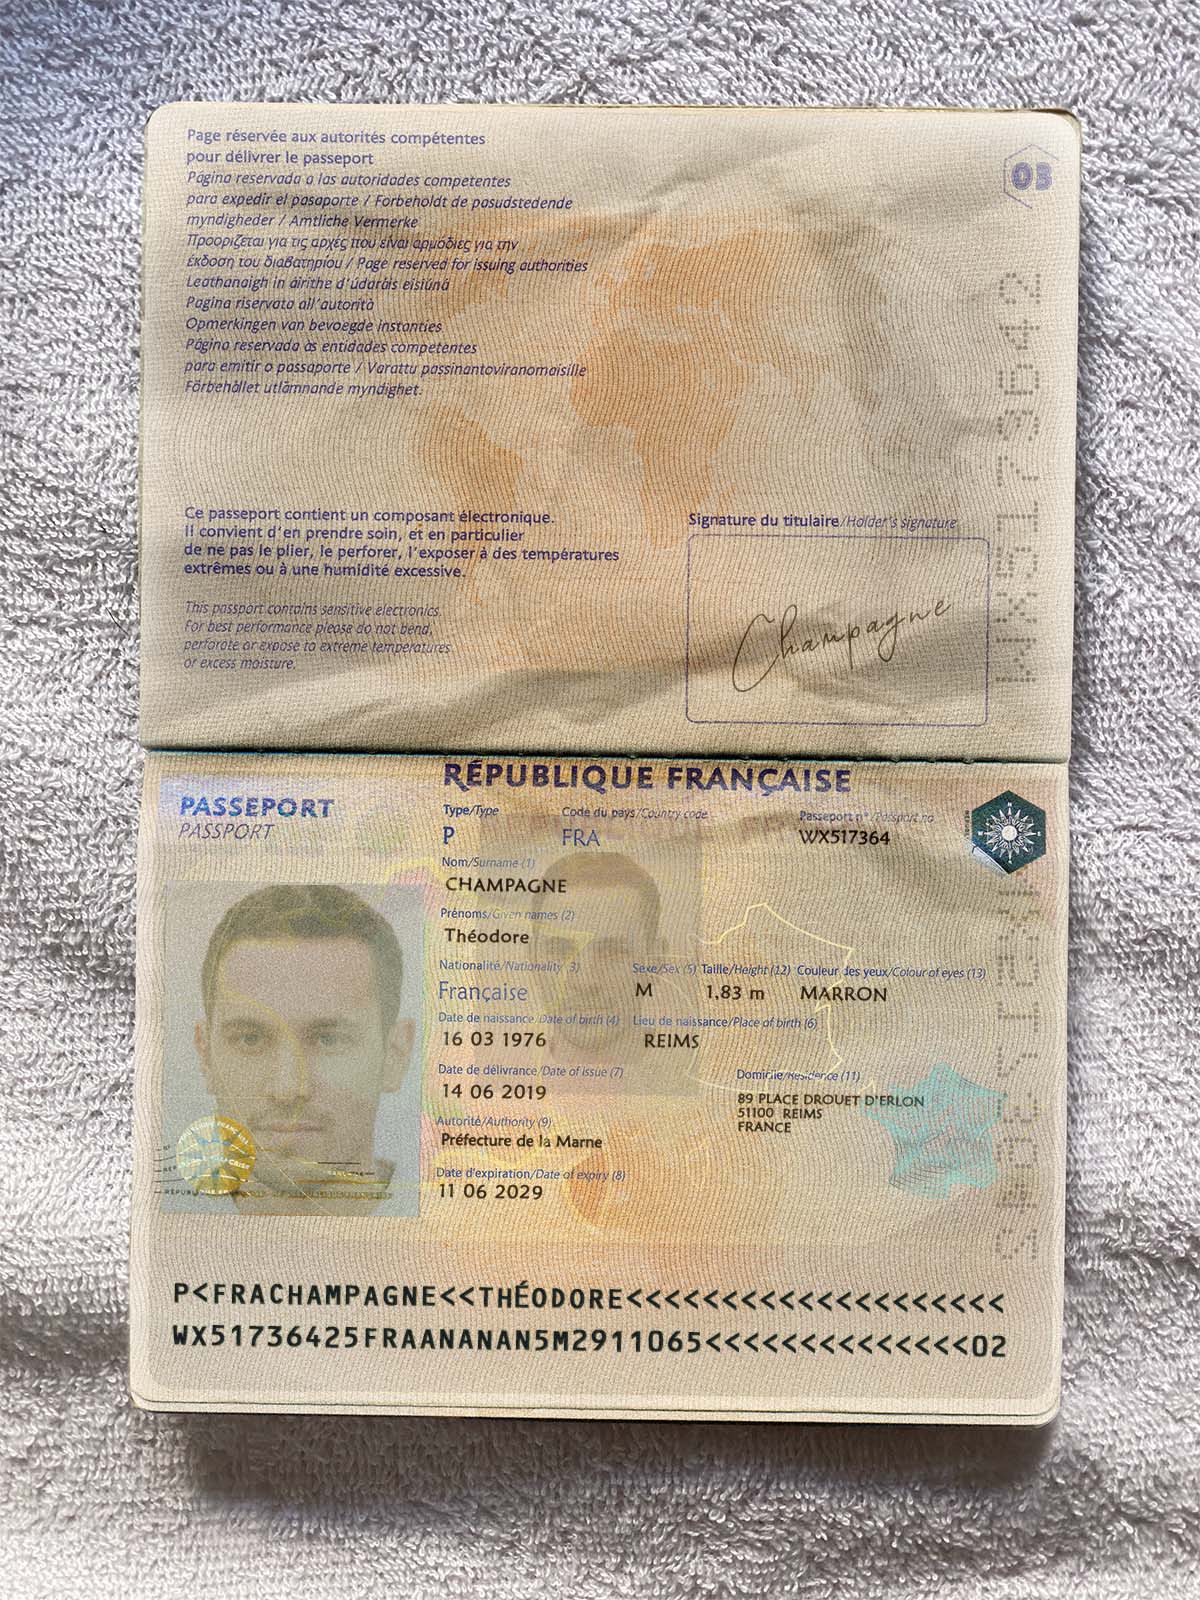 Page réservée aux autorités compétentes
pour délivrer le passeport
Pagina reservada a las autoridades competentes
para expedir el pasaporte / Forbeholdt de pasudstedende
myndigheder / Amtliche Vermerke
Προορίζεται για τις αρχές που είναι αρμόδιες για την
έκδοση του διαβατηρίου / Page reserved for issuing authorities
Leathanaigh in áirithe d'údaráis eisiúna
Pagina riservata all'autorità
Opmerkingen van bevoegde instanties
Página reservada às entidades competentes
para emitir o passaporte / Varattu passinantoviranomaisille
Förbehållet utlämnande myndighet.
03
Ce passeport contient un composant électronique.
Il convient d'en prendre soin, et en particulier
de ne pas le plier, le perforer, l'exposer à des températures
extrêmes ou à une humidité excessive.
This passport contains sensitive electronics.
For best performance please do not bend,
perforate or expose to extreme temperatures
or excess moisture.
Signature du titulaire/Holder's signature
Champagne
WX5173642
RÉPUBLIQUE FRANÇAISE
PASSEPORT
PASSPORT
Type/Type Code du pays/Country code Passeport n°/Passport no
P FRA WX517364
Nom/Surname (1)
CHAMPAGNE
Prénoms/Given names (2)
Théodore
Nationalité/Nationality (3) Sexe/Sex (5) Taille/Height (12) Couleur des yeux/Colour of eyes (13)
Française M 1,83 m MARRON
Date de naissance/Date of birth (4) Lieu de naissance/Place of birth (6)
16 03 1976 REIMS
Date de délivrance/Date of issue (7) Domicile/Residence (11)
14 06 2019 89 PLACE DROUET D'ERLON
51100 REIMS
FRANCE
Autorité/Authority (9)
Préfecture de la Marne
Date d'expiration/Date of expiry (8)
11 06 2029
P<FRACHAMPAGNE<<THÉODORE<<<<<<<<<<<<<<<<<<<<
WX51736425FRAANANAN5M2911065<<<<<<<<<<<<<<02